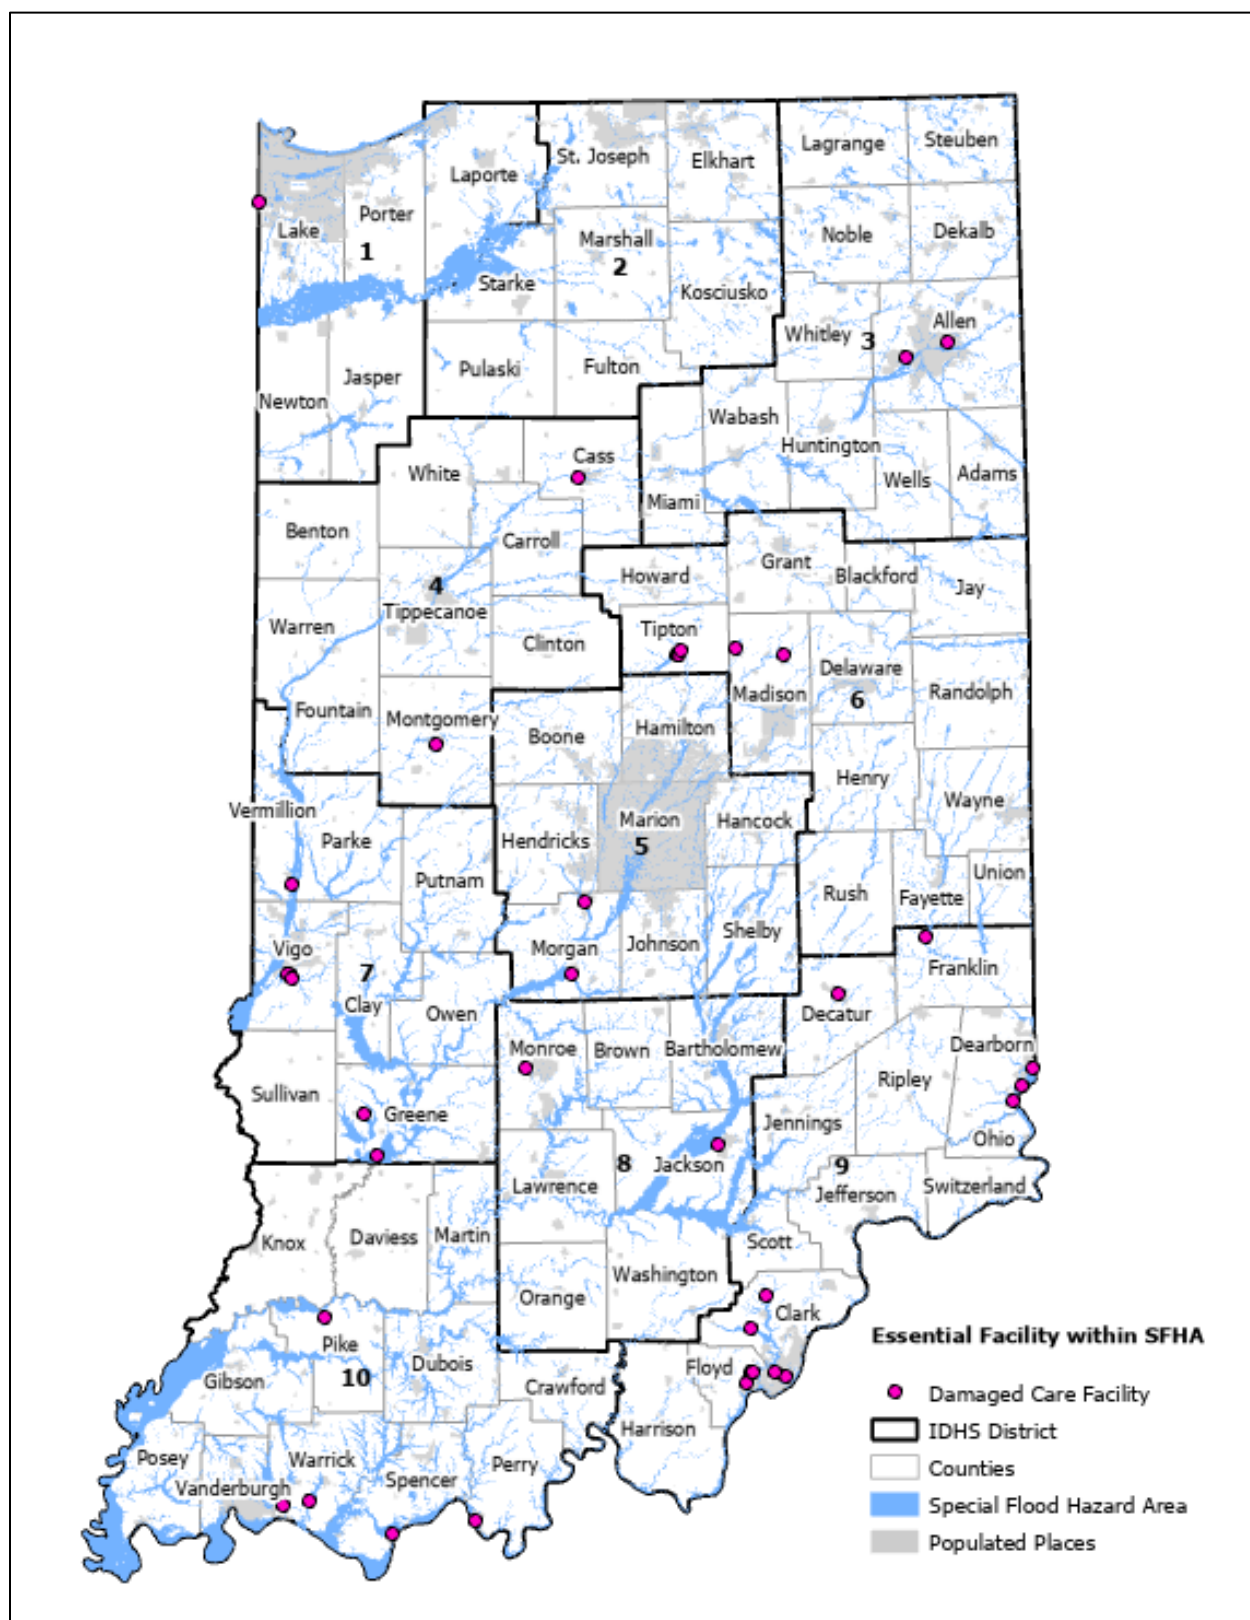 Lagrange
Steuben
St. Joseph
Elkhart
Laporte
Porter
Lake
1
Marshall
2
Noble
Dekalb
Starke
Kosciusko
Whitley
3
Allen
Pulaski
Fulton
Jasper
Newton
Wabash
Huntington
Cass
White
Miami
Wells
Adams
Benton
Carroll
Grant
Howard
Blackford
Jay
4
Tippecanoe
Warren
Clinton
Tipton
Delaware
Madison
6
Randolph
Fountain
Montgomery
Boone
Hamilton
Henry
Wayne
Vermillion
Parke
Hendricks
Marion
5
Hancock
Putnam
Rush
Fayette
Union
Vigo
7
Clay
Morgan
Johnson
Shelby
Franklin
Owen
Decatur
Monroe
Brown
Bartholomew
Dearborn
Sullivan
Greene
Ripley
Jennings
Ohio
8
Jackson
9
Lawrence
Jefferson
Switzerland
Knox
Daviess
Martin
Scott
Orange
Washington
Clark
Pike
10
Dubois
Gibson
Floyd
Crawford
Harrison
Posey
Vanderburgh
Warrick
Spencer
Perry
Essential Facility within SFHA
Damaged Care Facility
IDHS District
Counties
Special Flood Hazard Area
Populated Places